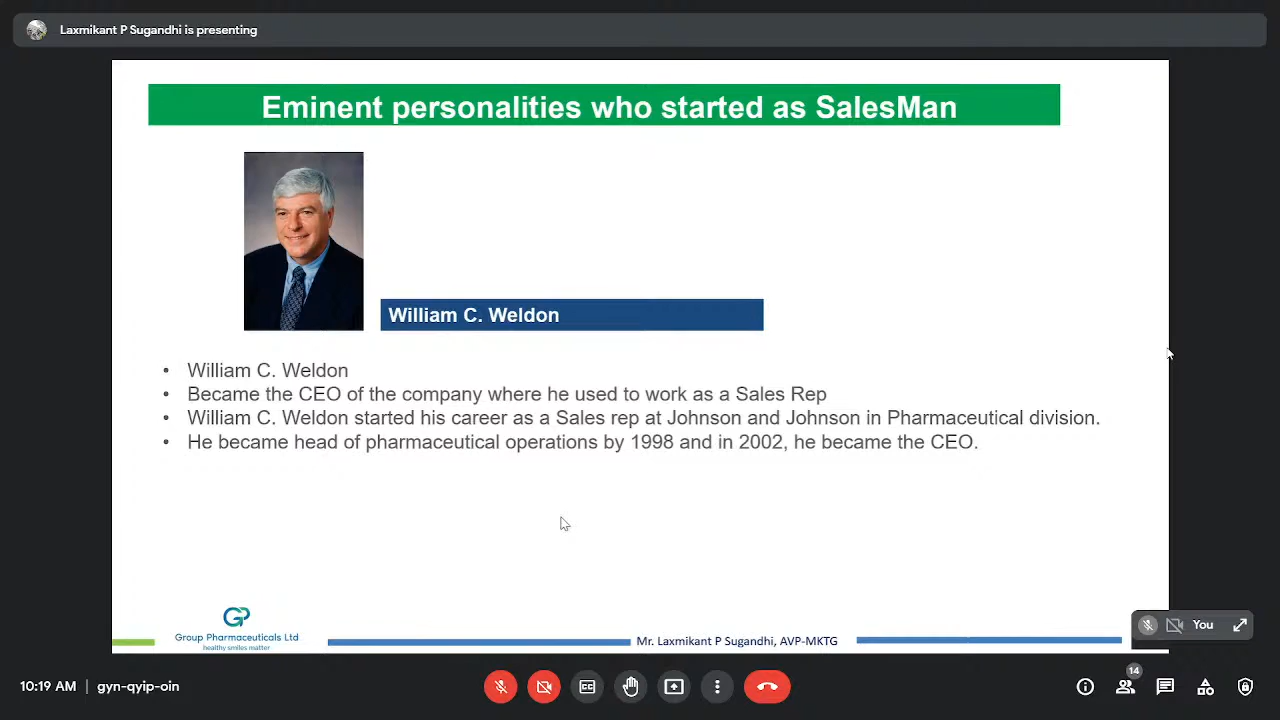 Laxmikant P Sugandhi is presenting
Eminent personalities who started as SalesMan
William C. Weldon
• William C. Weldon
• Became the CEO of the company where he used to work as a Sales Rep
• William C. Weldon started his career as a Sales rep at Johnson and Johnson in Pharmaceutical division.
• He became head of pharmaceutical operations by 1998 and in 2002, he became the CEO.
GP
Group Pharmaceuticals Ltd
healthy smiles matter
Mr. Laxmikant P Sugandhi, AVP-MKTG
You
10:19 AM | gyn-qyip-oin
14